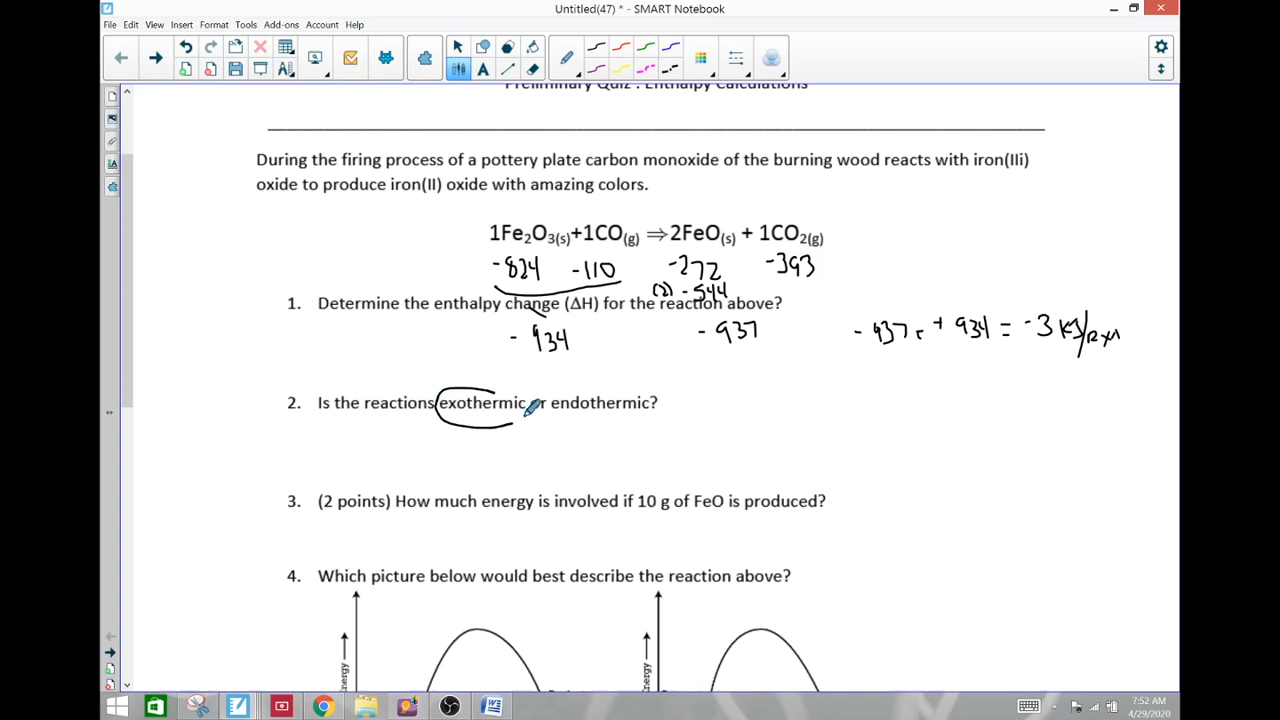 Untitled(47) * - SMART Notebook
File Edit View Insert Format Tools Add-ons Account Help
Preliminary Quiz : Enthalpy Calculations
During the firing process of a pottery plate carbon monoxide of the burning wood reacts with iron(IIi)
oxide to produce iron(II) oxide with amazing colors.
1Fe₂O₃(s)+1CO(g) ⇒2FeO(s) + 1CO₂(g)
-824 -110 -272 -393
(2) -544
1. Determine the enthalpy change (ΔH) for the reaction above?
-934 -937 -937 + 934 = -3 KJ/Rxn
2. Is the reactions exothermic or endothermic?
3. (2 points) How much energy is involved if 10 g of FeO is produced?
4. Which picture below would best describe the reaction above?
7:52 AM
4/29/2020